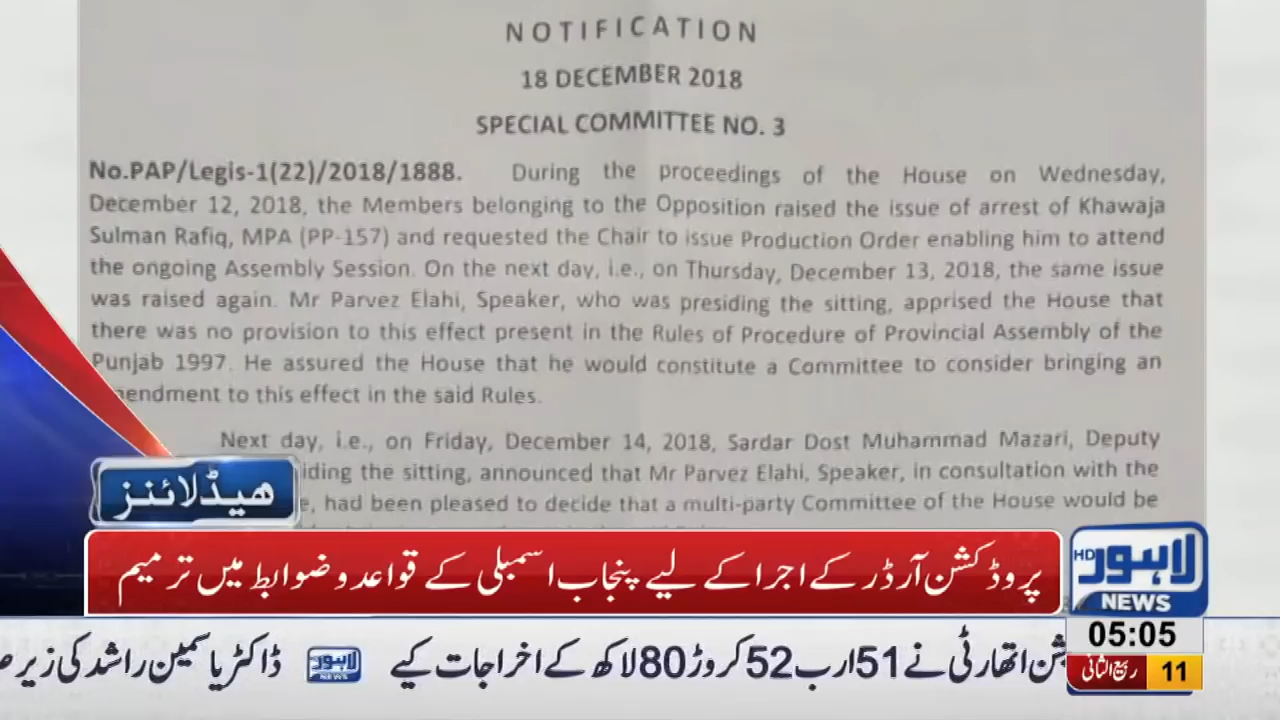 NOTIFICATION
18 DECEMBER 2018
SPECIAL COMMITTEE NO. 3
No.PAP/Legis-1(22)/2018/1888. During the proceedings of the House on Wednesday,
December 12, 2018, the Members belonging to the Opposition raised the issue of arrest of Khawaja
Sulman Rafiq, MPA (PP-157) and requested the Chair to issue Production Order enabling him to attend
the ongoing Assembly Session. On the next day, i.e., on Thursday, December 13, 2018, the same issue
was raised again. Mr Parvez Elahi, Speaker, who was presiding the sitting, apprised the House that
there was no provision to this effect present in the Rules of Procedure of Provincial Assembly of the
Punjab 1997. He assured the House that he would constitute a Committee to consider bringing an
endment to this effect in the said Rules.
Next day, i.e., on Friday, December 14, 2018, Sardar Dost Muhammad Mazari, Deputy
iding the sitting, announced that Mr Parvez Elahi, Speaker, in consultation with the
e, had been pleased to decide that a multi-party Committee of the House would be
ھیڈلائنز
پروڈکشن آرڈر کے اجرا کے لیے پنجاب اسمبلی کے قواعد و ضوابط میں ترمیم
لاہور HD
NEWS
05:05
شن اتھارٹی نے 51 ارب 52 کروڑ 80 لاکھ کے اخراجات کیے لاہور NEWS ڈاکٹر یاسمین راشد کی زیر ص
11 ربیع الثانی